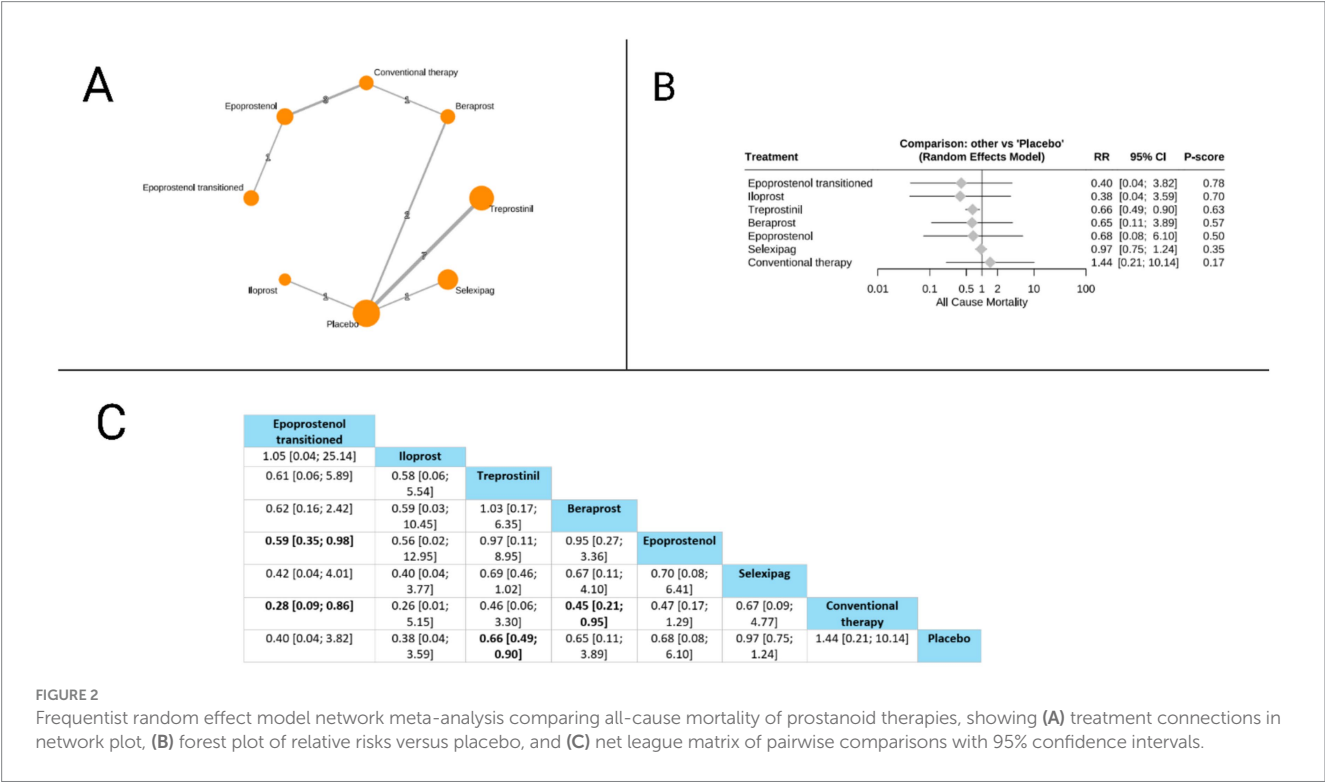 A
Conventional therapy
Epoprostenol
Beraprost
1
1
Epoprostenol transitioned
2
Treprostinil
7
Iloprost
1
1
Selexipag
Placebo
B
Comparison: other vs 'Placebo'
Treatment (Random Effects Model) RR 95% CI P-score
Epoprostenol transitioned 0.40 [0.04; 3.82] 0.78
Iloprost 0.38 [0.04; 3.59] 0.70
Treprostinil 0.66 [0.49; 0.90] 0.63
Beraprost 0.65 [0.11; 3.89] 0.57
Epoprostenol 0.68 [0.08; 6.10] 0.50
Selexipag 0.97 [0.75; 1.24] 0.35
Conventional therapy 1.44 [0.21; 10.14] 0.17
0.01 0.1 0.5 1 2 10 100
All Cause Mortality
C
Epoprostenol
transitioned
1.05 [0.04; 25.14] Iloprost
0.61 [0.06; 5.89] 0.58 [0.06; Treprostinil
5.54]
0.62 [0.16; 2.42] 0.59 [0.03; 1.03 [0.17; Beraprost
10.45] 6.35]
0.59 [0.35; 0.98] 0.56 [0.02; 0.97 [0.11; 0.95 [0.27; Epoprostenol
12.95] 8.95] 3.36]
0.42 [0.04; 4.01] 0.40 [0.04; 0.69 [0.46; 0.67 [0.11; 0.70 [0.08; Selexipag
3.77] 1.02] 4.10] 6.41]
0.28 [0.09; 0.86] 0.26 [0.01; 0.46 [0.06; 0.45 [0.21; 0.47 [0.17; 0.67 [0.09; Conventional
5.15] 3.30] 0.95] 1.29] 4.77] therapy
0.40 [0.04; 3.82] 0.38 [0.04; 0.66 [0.49; 0.65 [0.11; 0.68 [0.08; 0.97 [0.75; 1.44 [0.21; 10.14] Placebo
3.59] 0.90] 3.89] 6.10] 1.24]
FIGURE 2
Frequentist random effect model network meta-analysis comparing all-cause mortality of prostanoid therapies, showing (A) treatment connections in
network plot, (B) forest plot of relative risks versus placebo, and (C) net league matrix of pairwise comparisons with 95% confidence intervals.